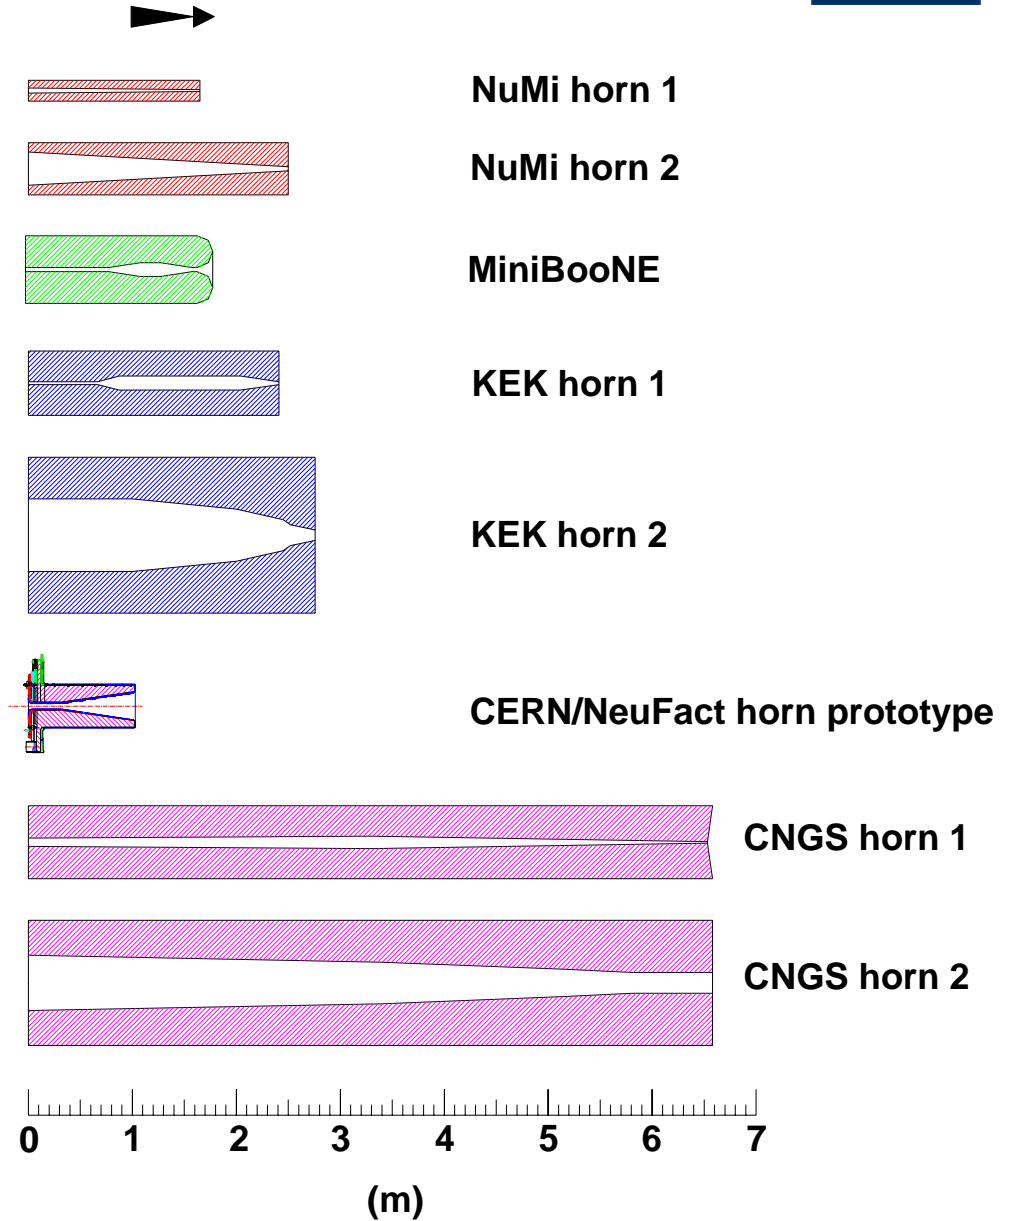 NuMi horn 1
NuMi horn 2
MiniBooNE
KEK horn 1
KEK horn 2
CERN/NeuFact horn prototype
CNGS horn 1
CNGS horn 2
0 1 2 3 4 5 6 7
(m)